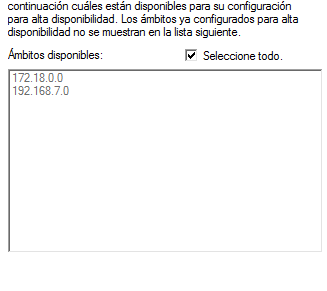 continuación cuáles están disponibles para su configuración
para alta disponibilidad. Los ámbitos ya configurados para alta
disponibilidad no se muestran en la lista siguiente.
Ámbitos disponibles:
Seleccione todo.
172.18.0.0
192.168.7.0